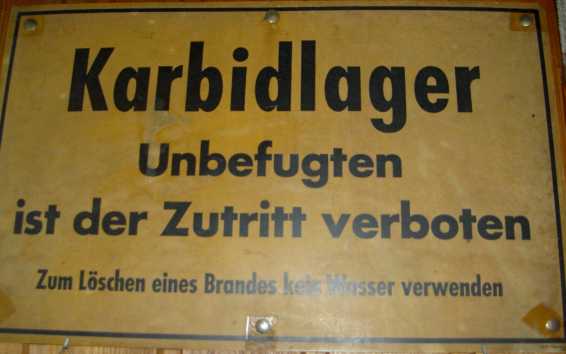 Karbidlager
Unbefugten
ist der Zutritt verboten
Zum Löschen eines Brandes kein Wasser verwenden